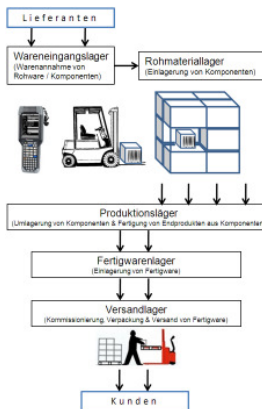 Lieferanten
Wareneingangslager
(Warenannahme von
Rohware / Komponenten)
Rohmateriallager
(Einlagerung von Komponenten)
Produktionsläger
(Umlagerung von Komponenten & Fertigung von Endprodukten aus Komponenten
Fertigwarenlager
(Einlagerung von Fertigware)
Versandlager
(Kommissionierung, Verpackung & Versand von Fertigware)
Kunden